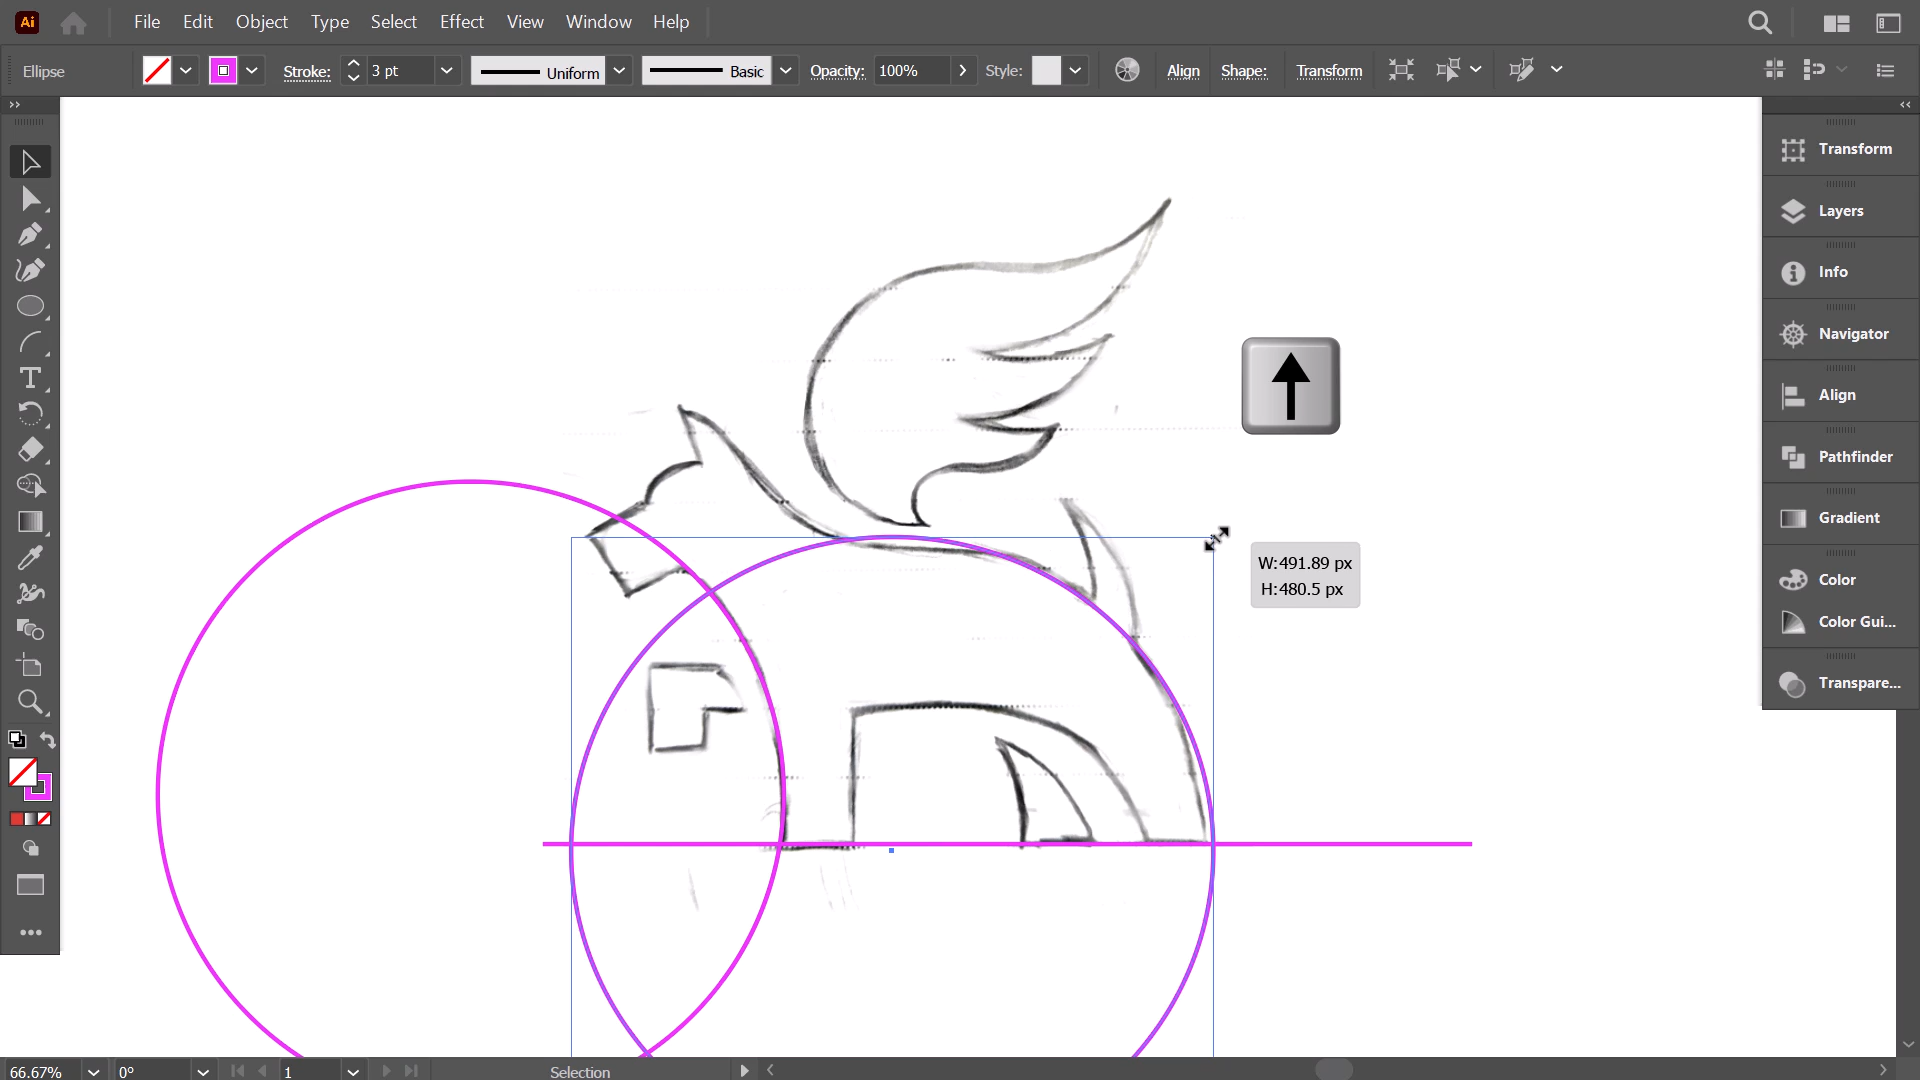 Ai File Edit Object Type Select Effect View Window Help
Ellipse Stroke: 3 pt Uniform Basic Opacity: 100% Style: Align Shape: Transform
Transform
Layers
Info
Navigator
Align
Pathfinder
Gradient
Color
Color Gui...
Transpare...
W:491.89 px
H:480.5 px
66.67% 0° 1 Selection